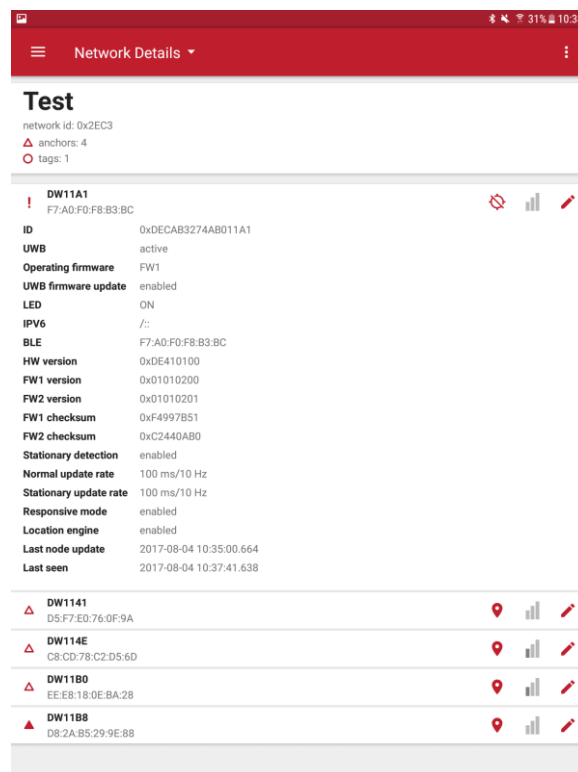 31% 10:3
Network Details
Test
network id: 0x2EC3
anchors: 4
tags: 1
! DW11A1
F7:A0:F0:F8:B3:BC
ID 0xDECAB3274AB011A1
UWB active
Operating firmware FW1
UWB firmware update enabled
LED ON
IPV6 /::
BLE F7:A0:F0:F8:B3:BC
HW version 0xDE410100
FW1 version 0x01010200
FW2 version 0x01010201
FW1 checksum 0xF4997B51
FW2 checksum 0xC2440AB0
Stationary detection enabled
Normal update rate 100 ms/10 Hz
Stationary update rate 100 ms/10 Hz
Responsive mode enabled
Location engine enabled
Last node update 2017-08-04 10:35:00.664
Last seen 2017-08-04 10:37:41.638
DW1141
D5:F7:E0:76:0F:9A
DW114E
C8:CD:78:C2:D5:6D
DW11B0
EE:E8:18:0E:BA:28
DW11B8
D8:2A:B5:29:9E:88